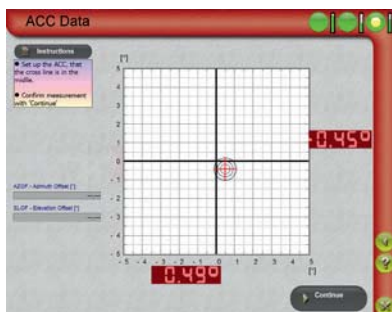 ACC Data
Instructions
● Set up the ACC, that
the cross line is in the
middle.
● Confirm measurement
with 'Continue'
AZOF - Azimuth Offset [°]
ELOF - Elevation Offset [°]
[°]
5
4
3
2
1
0
-1
-2
-3
-4
-5
-5 -4 -3 -2 -1 0 1 2 3 4 5
[°]
-0.45°
0.49°
Continue